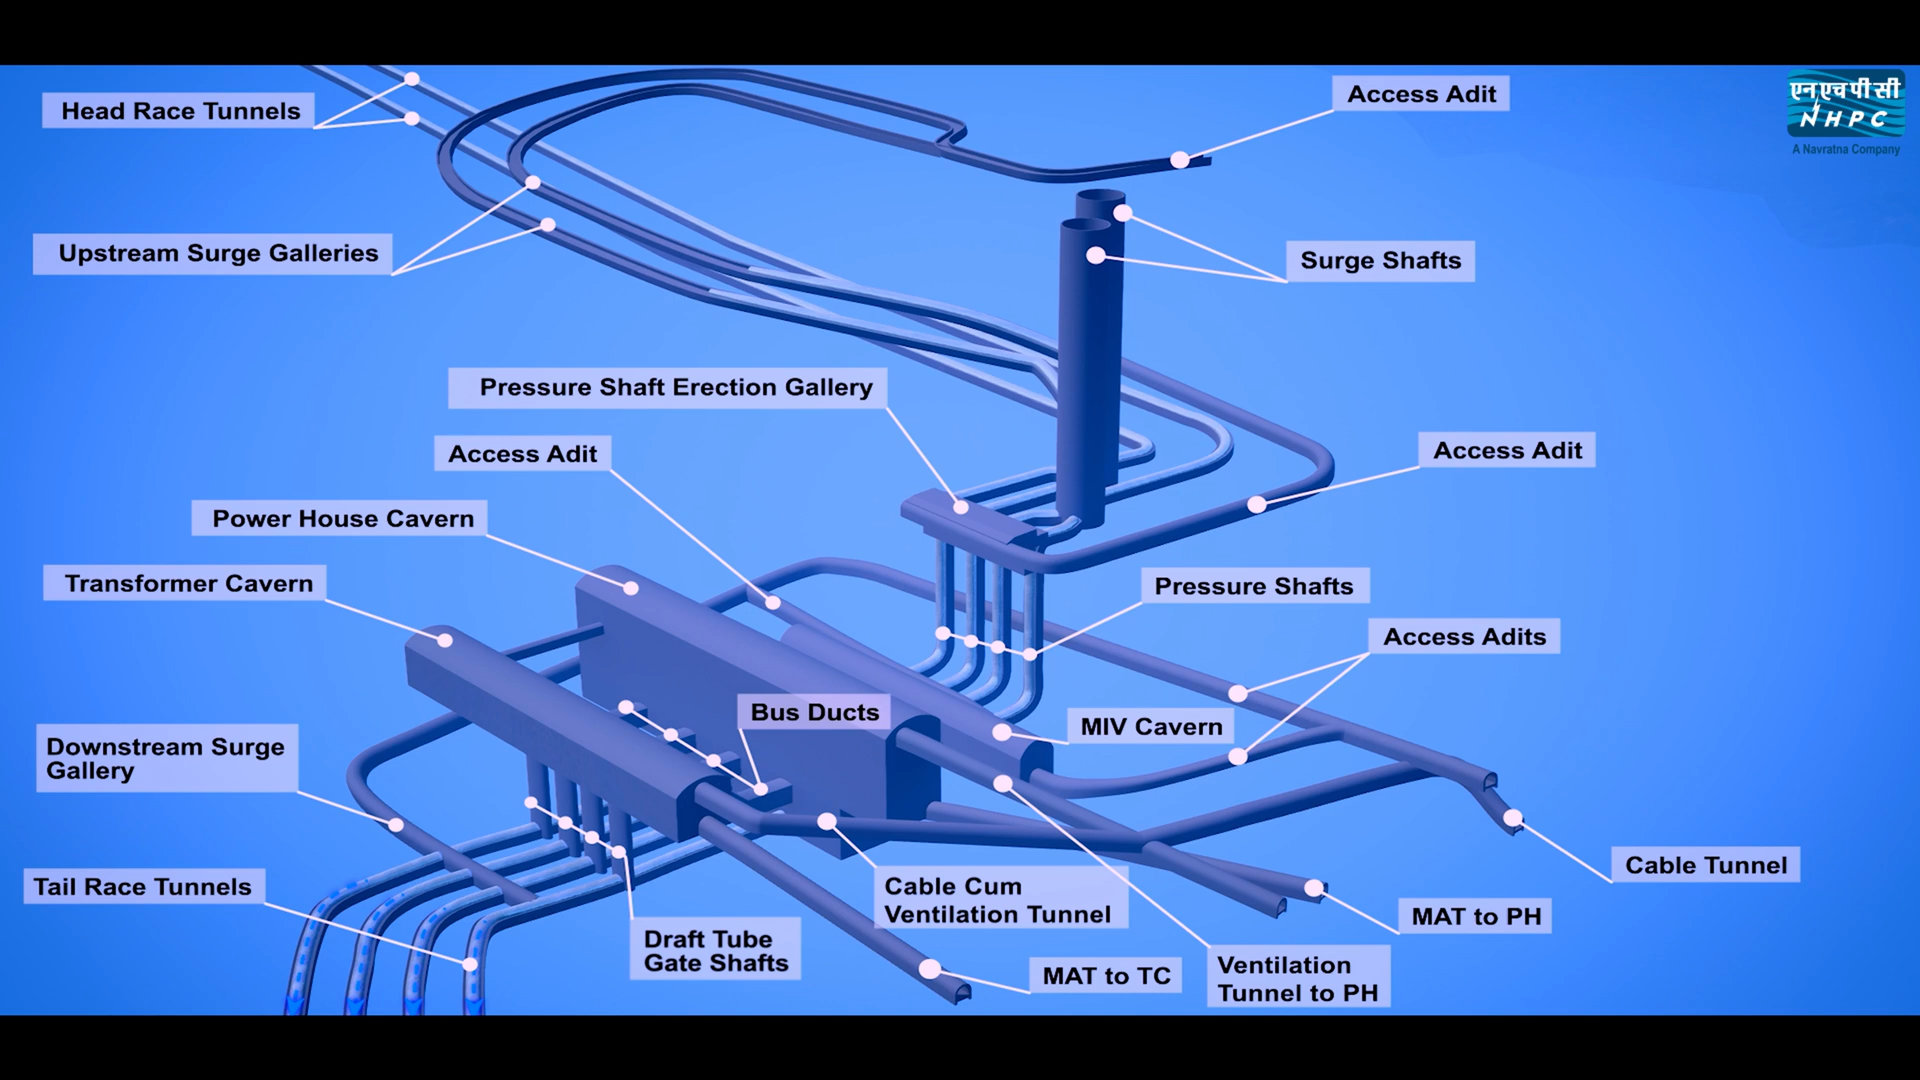 Head Race Tunnels
Access Adit
एन एच पी सी
NHPC
A Navratna Company
Upstream Surge Galleries
Surge Shafts
Pressure Shaft Erection Gallery
Access Adit
Access Adit
Power House Cavern
Transformer Cavern
Pressure Shafts
Access Adits
Bus Ducts
MIV Cavern
Downstream Surge
Gallery
Cable Tunnel
Tail Race Tunnels
Cable Cum
Ventilation Tunnel
MAT to PH
Draft Tube
Gate Shafts
MAT to TC
Ventilation
Tunnel to PH